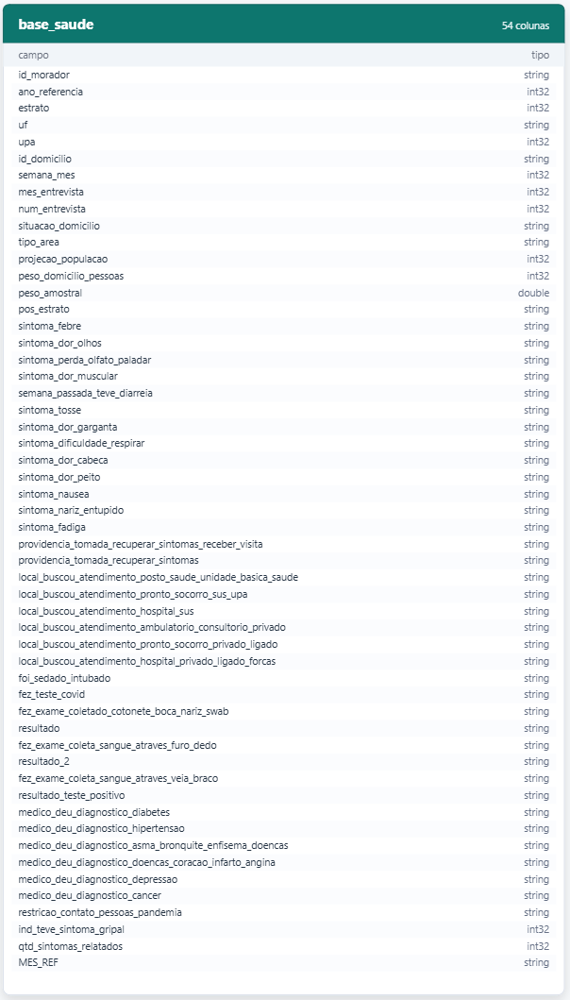 base_saude 54 colunas
campo tipo
id_morador string
ano_referencia int32
estrato int32
uf string
upa int32
id_domicilio string
semana_mes int32
mes_entrevista int32
num_entrevista int32
situacao_domicilio string
tipo_area string
projecao_populacao int32
peso_domicilio_pessoas int32
peso_amostral double
pos_estrato string
sintoma_febre string
sintoma_dor_olhos string
sintoma_perda_olfato_paladar string
sintoma_dor_muscular string
semana_passada_teve_diarreia string
sintoma_tosse string
sintoma_dor_garganta string
sintoma_dificuldade_respirar string
sintoma_dor_cabeca string
sintoma_dor_peito string
sintoma_nausea string
sintoma_nariz_entupido string
sintoma_fadiga string
providencia_tomada_recuperar_sintomas_receber_visita string
providencia_tomada_recuperar_sintomas string
local_buscou_atendimento_posto_saude_unidade_basica_saude string
local_buscou_atendimento_pronto_socorro_sus_upa string
local_buscou_atendimento_hospital_sus string
local_buscou_atendimento_ambulatorio_consultorio_privado string
local_buscou_atendimento_pronto_socorro_privado_ligado string
local_buscou_atendimento_hospital_privado_ligado_forcas string
foi_sedado_intubado string
fez_teste_covid string
fez_exame_coletado_cotonete_boca_nariz_swab string
resultado string
fez_exame_coleta_sangue_atraves_furo_dedo string
resultado_2 string
fez_exame_coleta_sangue_atraves_veia_braco string
resultado_teste_positivo string
medico_deu_diagnostico_diabetes string
medico_deu_diagnostico_hipertensao string
medico_deu_diagnostico_asma_bronquite_enfisema_doencas string
medico_deu_diagnostico_doencas_coracao_infarto_angina string
medico_deu_diagnostico_depressao string
medico_deu_diagnostico_cancer string
restricao_contato_pessoas_pandemia string
ind_teve_sintoma_gripal int32
qtd_sintomas_relatados int32
MES_REF string